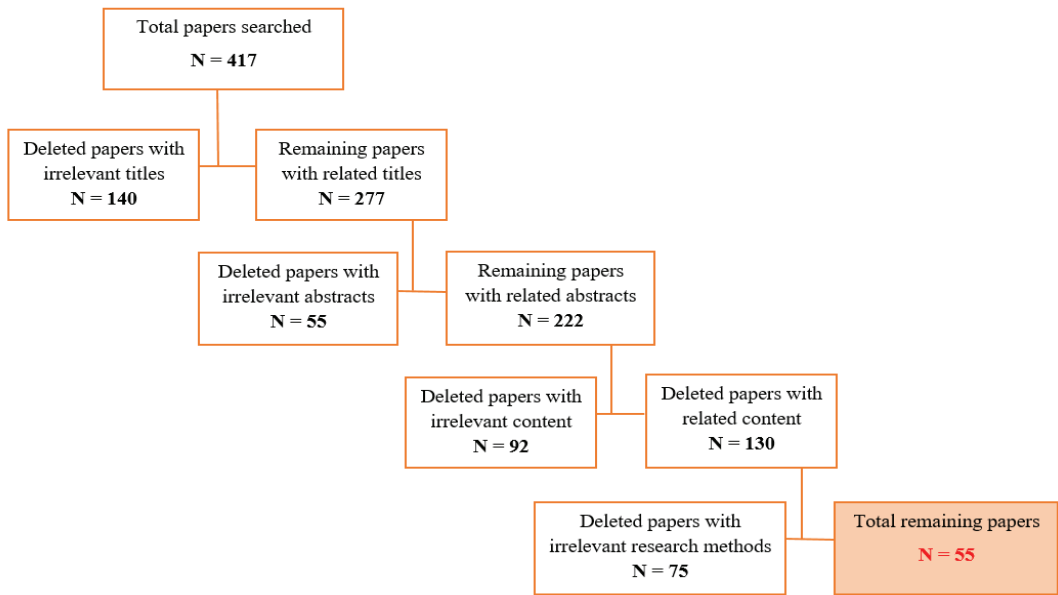 Total papers searched
N = 417
Deleted papers with
irrelevant titles
N = 140
Remaining papers
with related titles
N = 277
Deleted papers with
irrelevant abstracts
N = 55
Remaining papers
with related abstracts
N = 222
Deleted papers with
irrelevant content
N = 92
Deleted papers with
related content
N = 130
Deleted papers with
irrelevant research methods
N = 75
Total remaining papers
N = 55